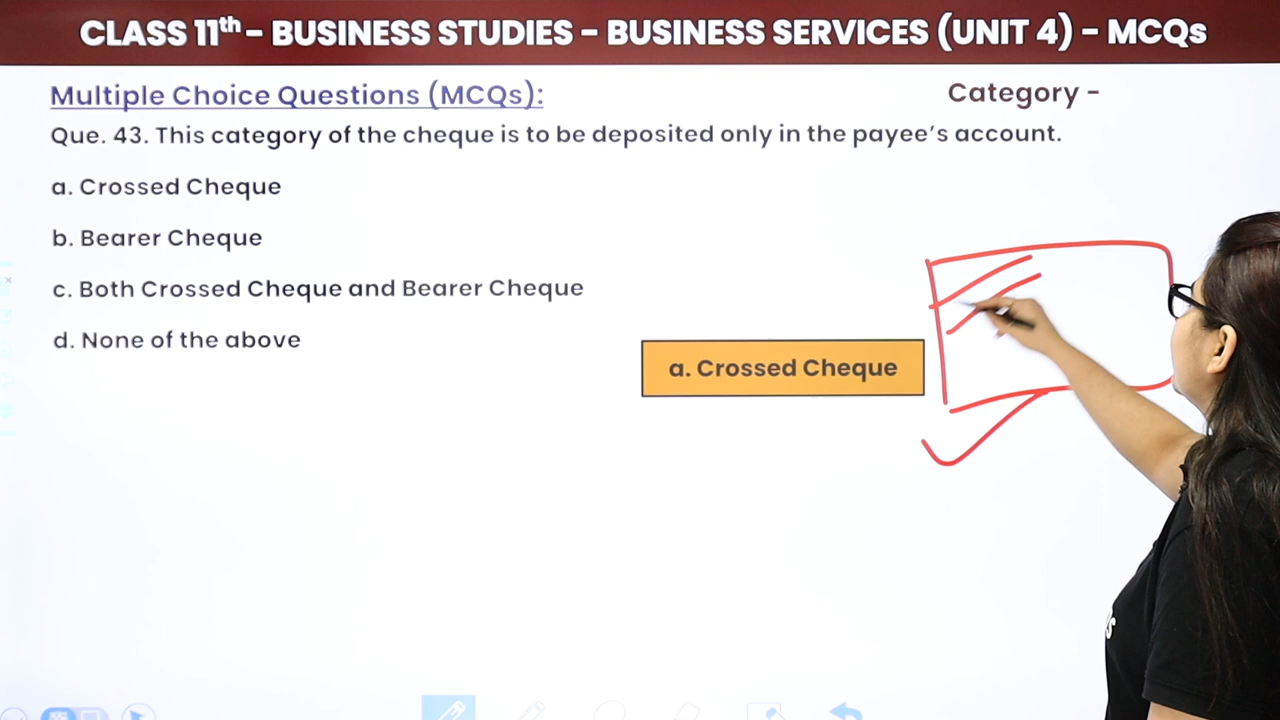 CLASS 11th - BUSINESS STUDIES - BUSINESS SERVICES (UNIT 4) - MCQs
Multiple Choice Questions (MCQs):
Category -
Que. 43. This category of the cheque is to be deposited only in the payee's account.
a. Crossed Cheque
b. Bearer Cheque
c. Both Crossed Cheque and Bearer Cheque
d. None of the above
a. Crossed Cheque